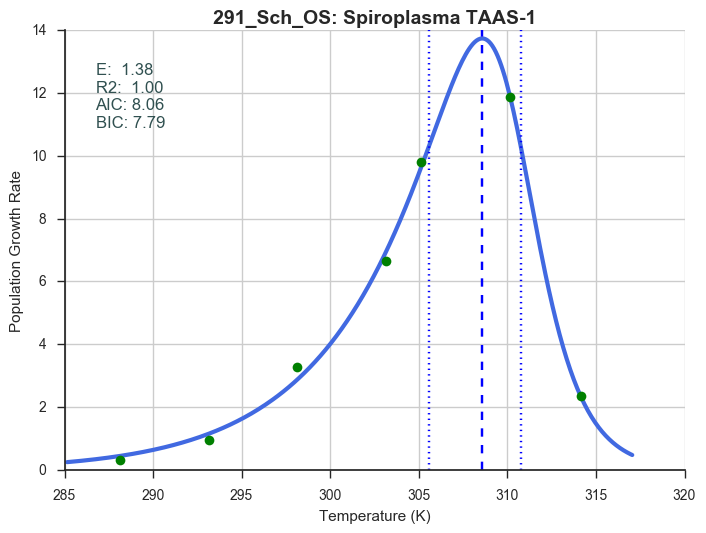 291_Sch_OS: Spiroplasma TAAS-1
14
12
10
8
6
4
2
0
E:  1.38
R2:  1.00
AIC: 8.06
BIC: 7.79
Population Growth Rate
285 290 295 300 305 310 315 320
Temperature (K)